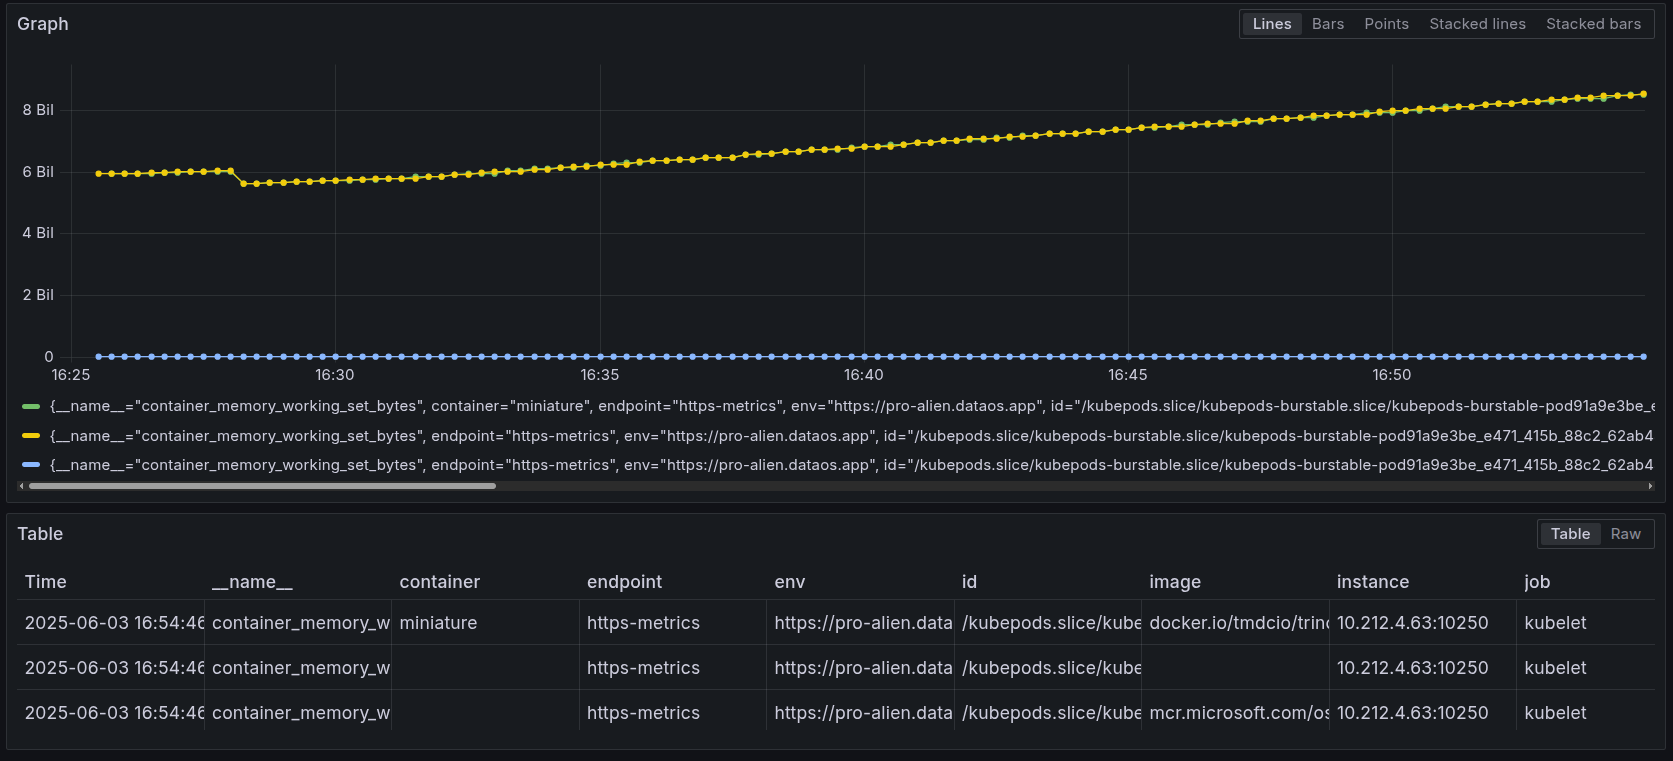 Graph
Lines Bars Points Stacked lines Stacked bars
8 Bil
6 Bil
4 Bil
2 Bil
0
16:25 16:30 16:35 16:40 16:45 16:50
{__name__="container_memory_working_set_bytes", container="miniature", endpoint="https-metrics", env="https://pro-alien.dataos.app", id="/kubepods.slice/kubepods-burstable.slice/kubepods-burstable-pod91a9e3be_e
{__name__="container_memory_working_set_bytes", endpoint="https-metrics", env="https://pro-alien.dataos.app", id="/kubepods.slice/kubepods-burstable.slice/kubepods-burstable-pod91a9e3be_e471_415b_88c2_62ab4
{__name__="container_memory_working_set_bytes", endpoint="https-metrics", env="https://pro-alien.dataos.app", id="/kubepods.slice/kubepods-burstable.slice/kubepods-burstable-pod91a9e3be_e471_415b_88c2_62ab4
Table
Table Raw
Time __name__ container endpoint env id image instance job
2025-06-03 16:54:46 container_memory_w miniature https-metrics https://pro-alien.data /kubepods.slice/kube docker.io/tmdcio/trino 10.212.4.63:10250 kubelet
2025-06-03 16:54:46 container_memory_w https-metrics https://pro-alien.data /kubepods.slice/kube 10.212.4.63:10250 kubelet
2025-06-03 16:54:46 container_memory_w https-metrics https://pro-alien.data /kubepods.slice/kube mcr.microsoft.com/os 10.212.4.63:10250 kubelet